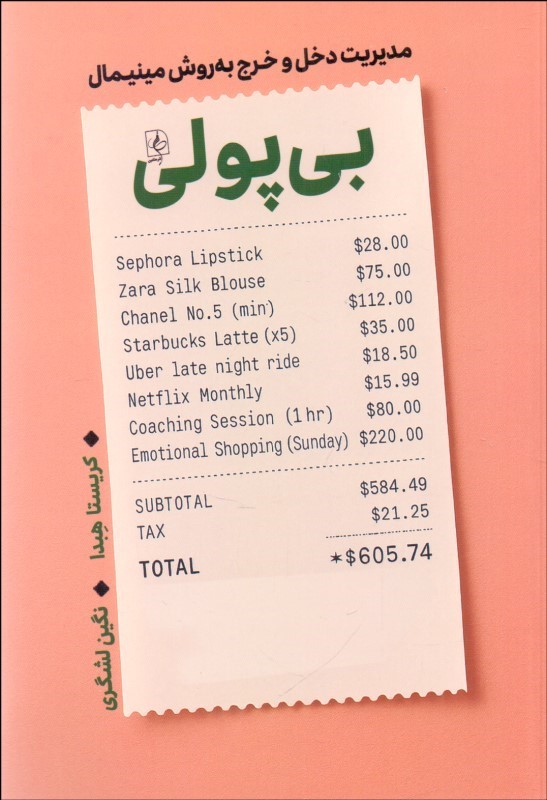 مدیریت دخل و خرج به‌روش مینیمال
بی‌پولی
Sephora Lipstick $28.00
Zara Silk Blouse $75.00
Chanel No.5 (min) $112.00
Starbucks Latte (x5) $35.00
Uber late night ride $18.50
Netflix Monthly $15.99
Coaching Session (1hr) $80.00
Emotional Shopping (Sunday) $220.00
SUBTOTAL $584.49
TAX $21.25
TOTAL *$605.74
◆ کریستا هِبدا
◆ نگین لشگری